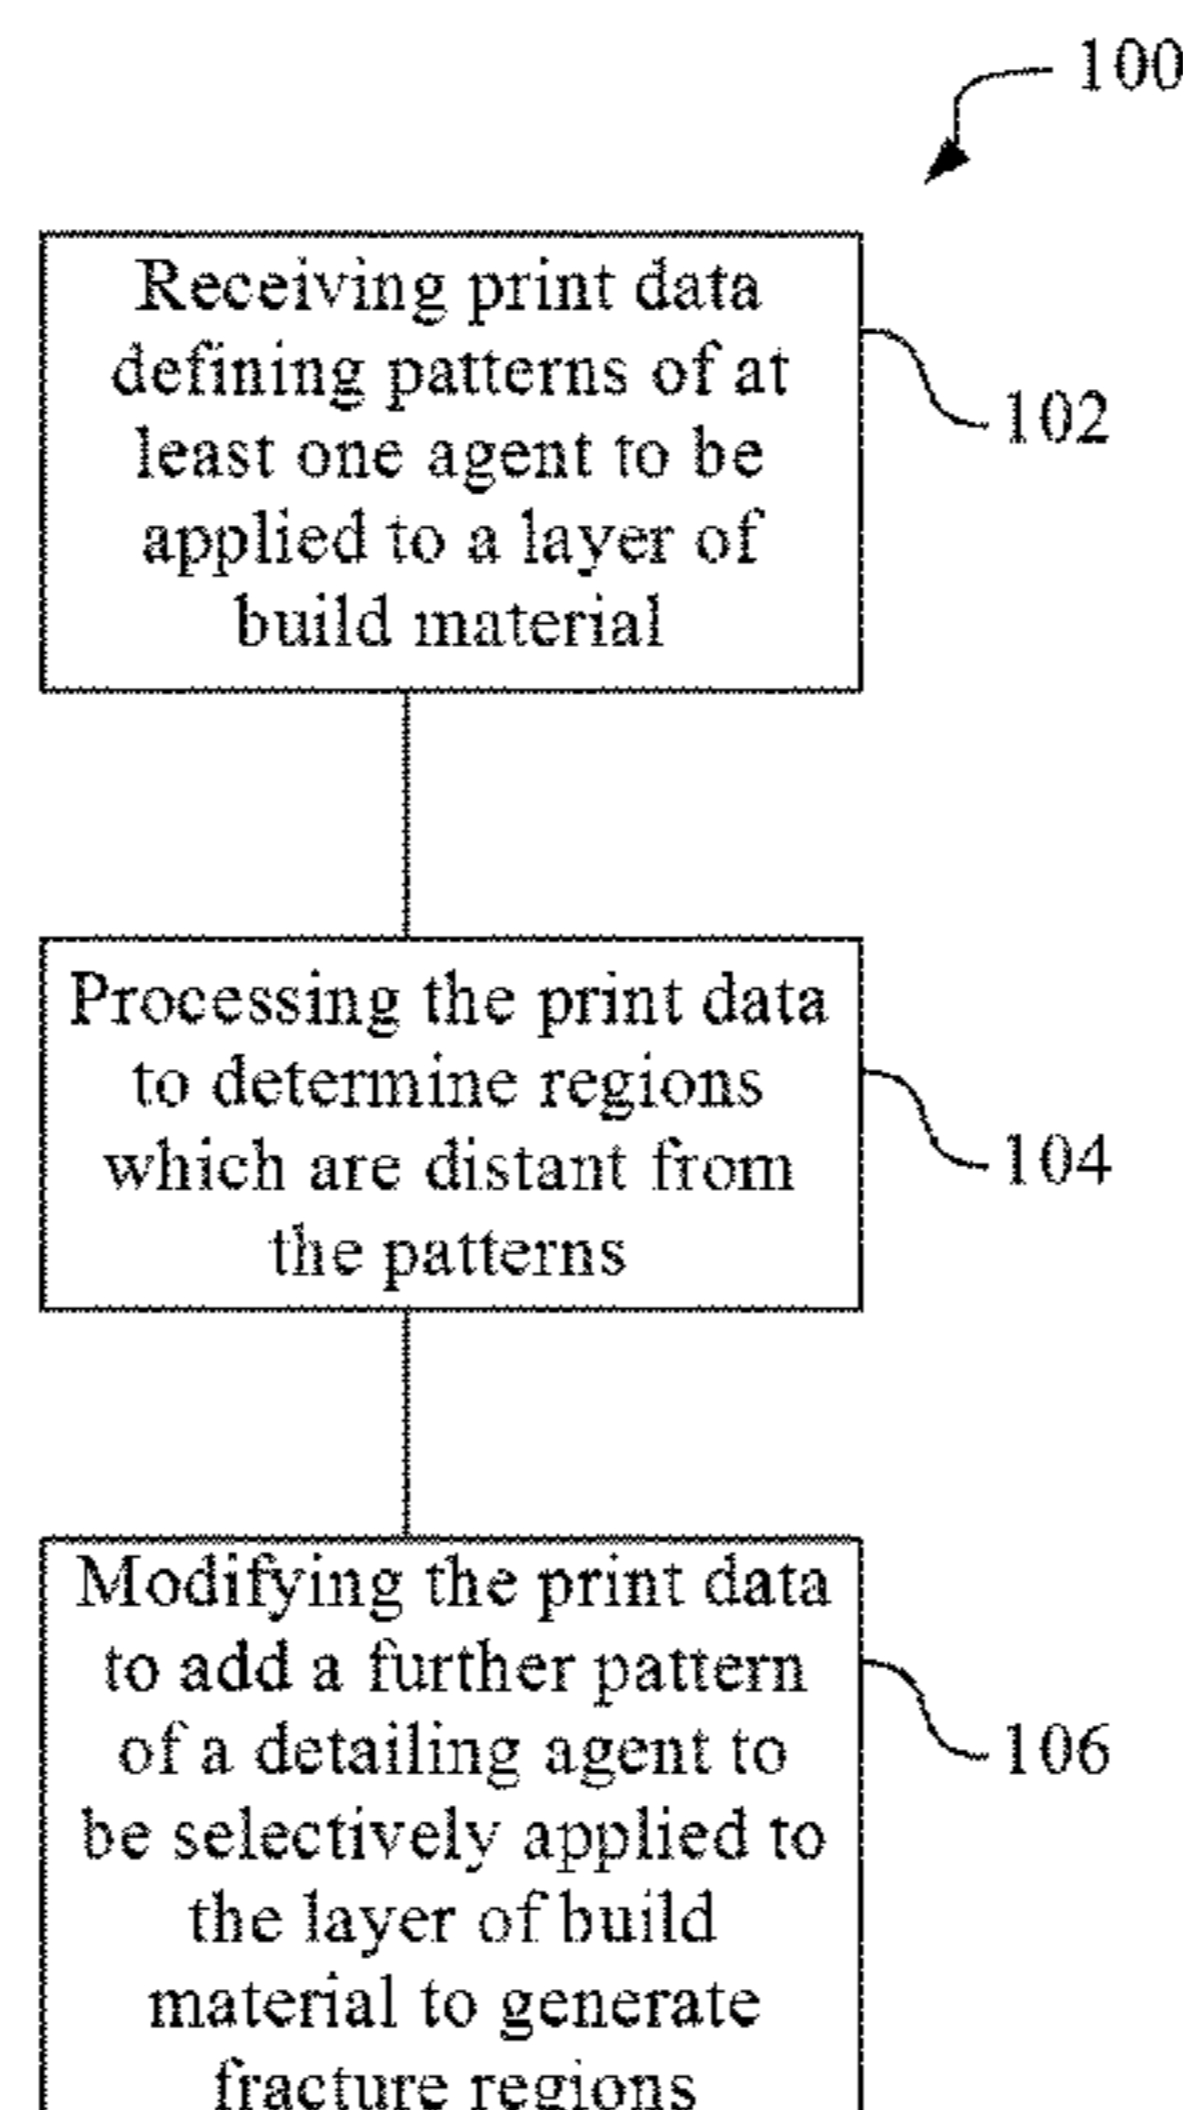 100
Receiving print data
defining patterns of at
least one agent to be
applied to a layer of
build material
102
Processing the print data
to determine regions
which are distant from
the patterns
104
Modifying the print data
to add a further pattern
of a detailing agent to
be selectively applied to
the layer of build
material to generate
fracture regions
106